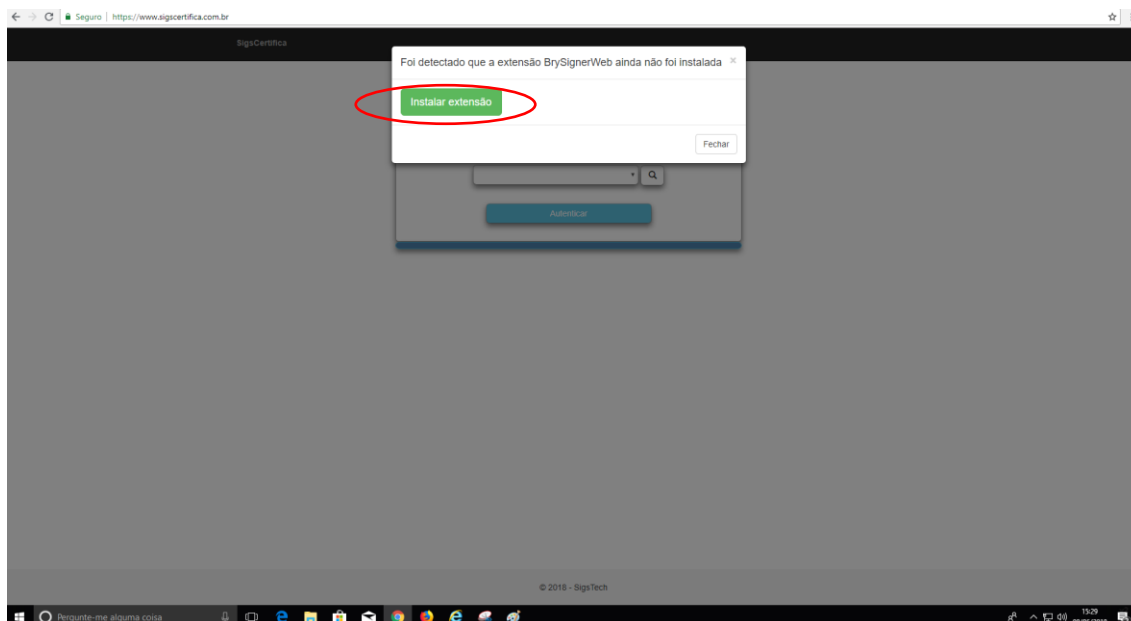 Seguro | https://www.sigscertifica.com.br
SigsCertifica
Foi detectado que a extensão BrySignerWeb ainda não foi instalada ×
Instalar extensão
Fechar
Autenticar
© 2018 - SigsTech
Pergunte-me alguma coisa
15:29